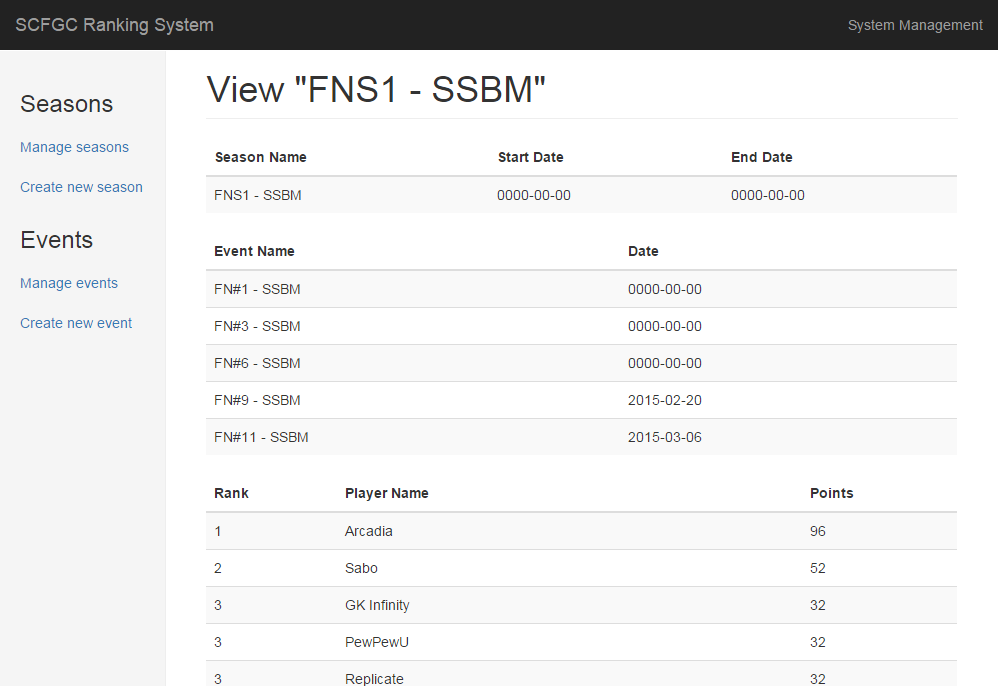 SCFGC Ranking System
System Management
Seasons
Manage seasons
Create new season
Events
Manage events
Create new event
View "FNS1 - SSBM"
Season Name Start Date End Date
FNS1 - SSBM 0000-00-00 0000-00-00
Event Name Date
FN#1 - SSBM 0000-00-00
FN#3 - SSBM 0000-00-00
FN#6 - SSBM 0000-00-00
FN#9 - SSBM 2015-02-20
FN#11 - SSBM 2015-03-06
Rank Player Name Points
1 Arcadia 96
2 Sabo 52
3 GK Infinity 32
3 PewPewU 32
3 Replicate 32